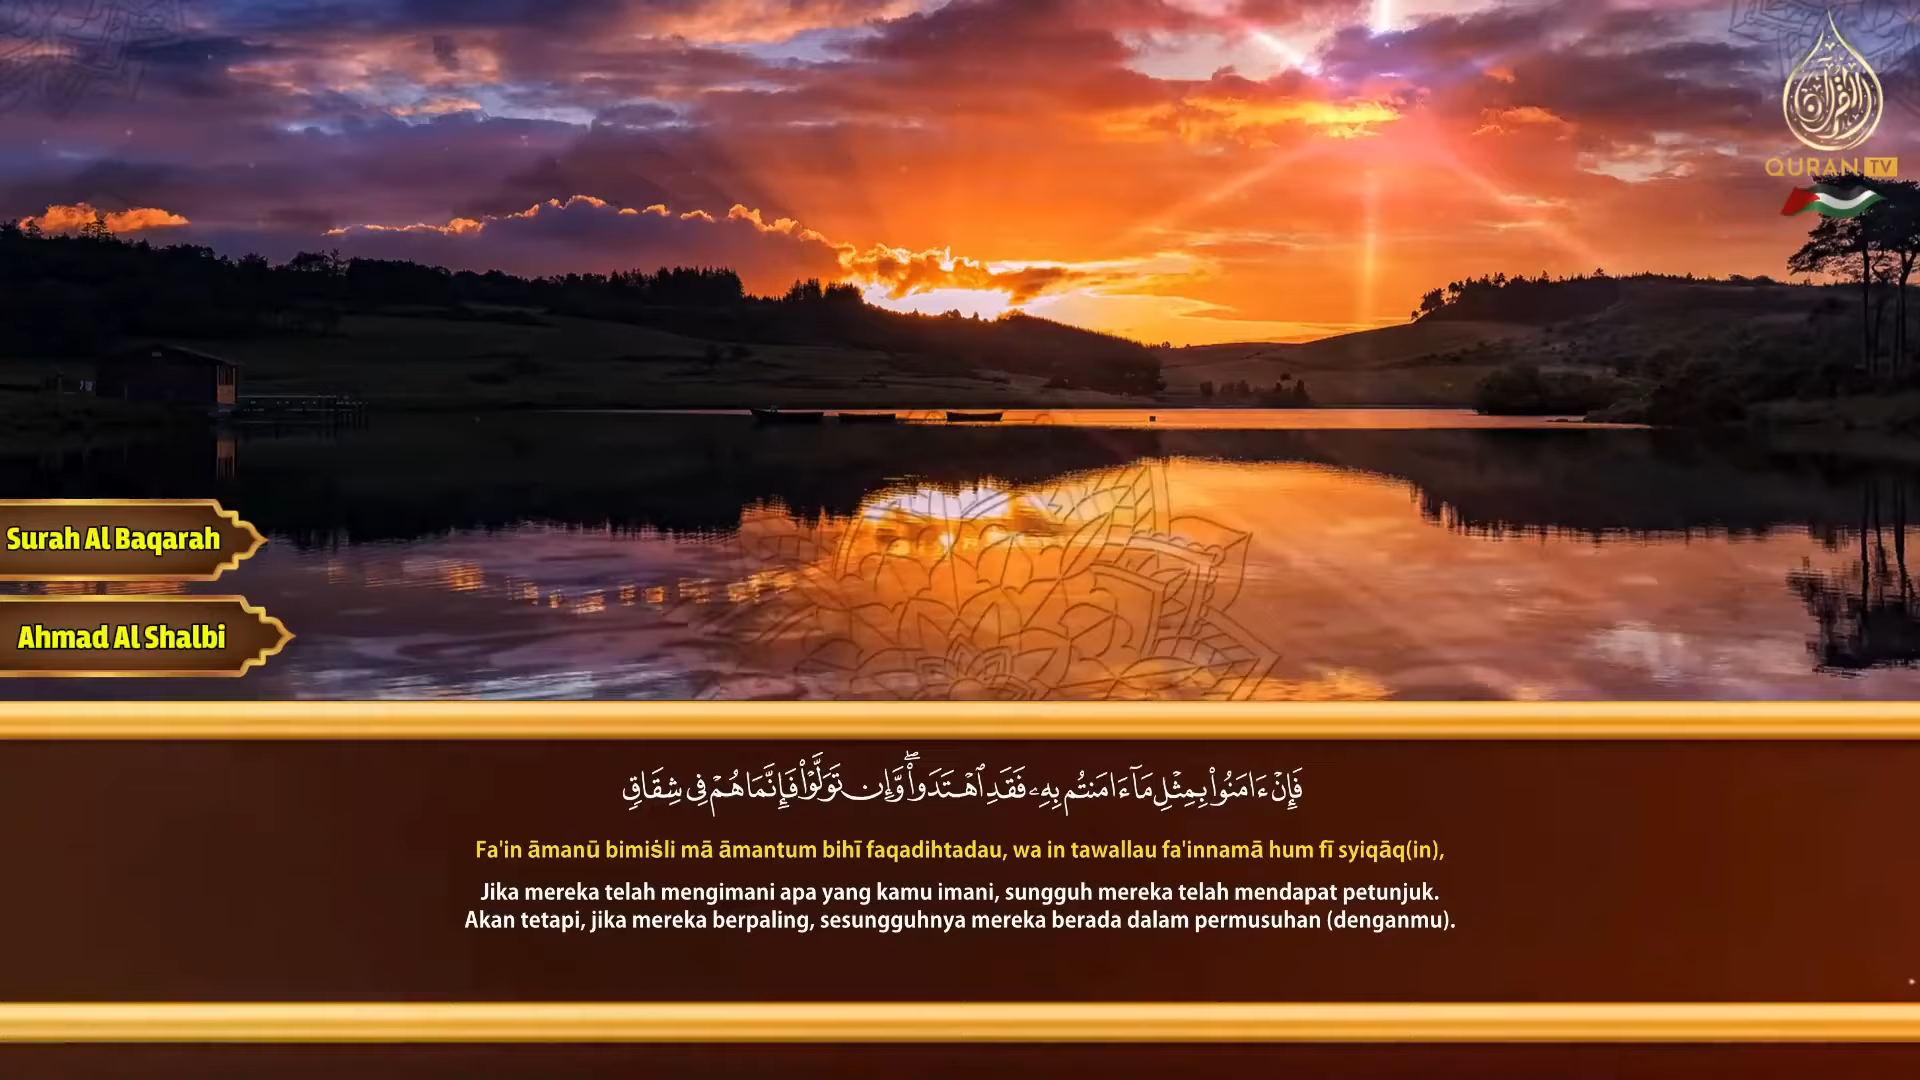 القرآن
QURAN TV
Surah Al Baqarah
Ahmad Al Shalbi
فَإِنْ ءَامَنُوا۟ بِمِثْلِ مَآ ءَامَنتُم بِهِۦ فَقَدِ ٱهْتَدَوا۟ ۖ وَّإِن تَوَلَّوْا۟ فَإِنَّمَا هُمْ فِى شِقَاقٍ
Fa'in āmanū bimiṡli mā āmantum bihī faqadihtadau, wa in tawallau fa'innamā hum fī syiqāq(in),
Jika mereka telah mengimani apa yang kamu imani, sungguh mereka telah mendapat petunjuk.
Akan tetapi, jika mereka berpaling, sesungguhnya mereka berada dalam permusuhan (denganmu).